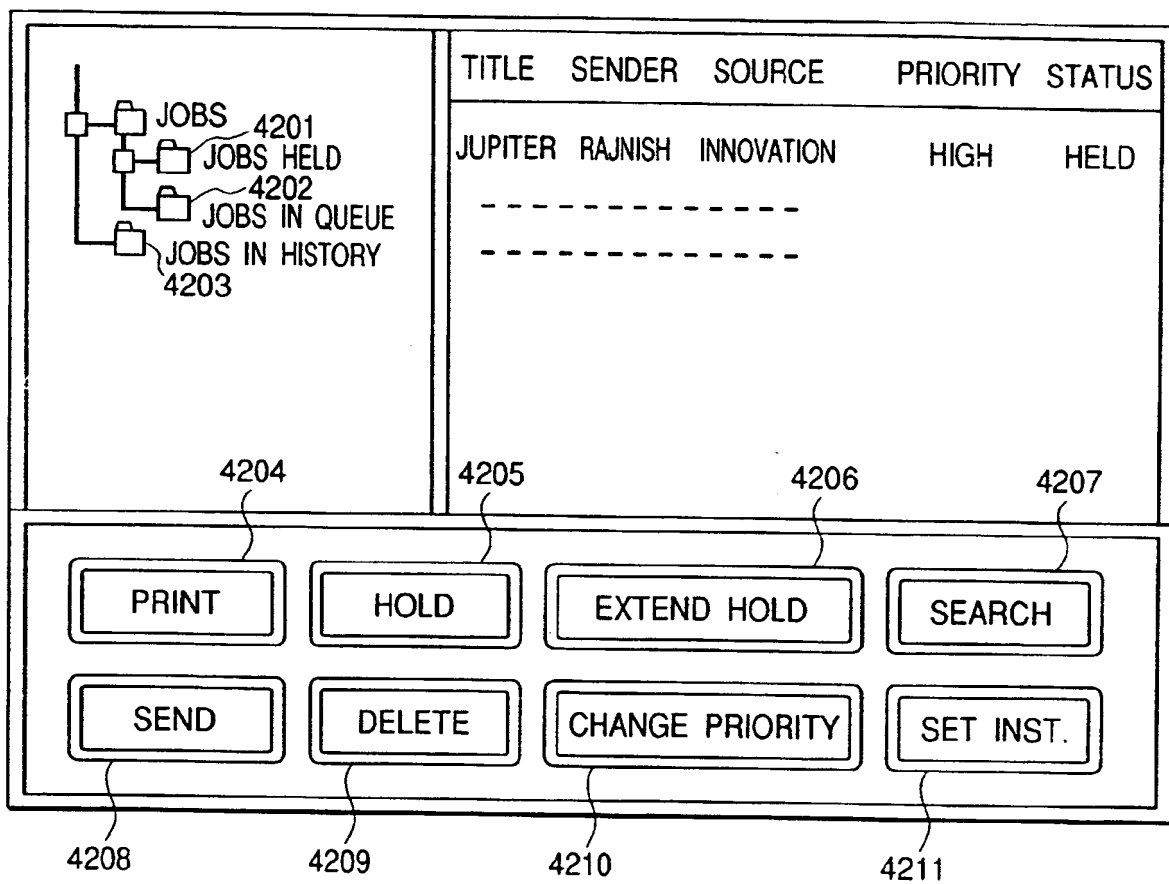 JOBS
4201
JOBS HELD
4202
JOBS IN QUEUE
JOBS IN HISTORY
4203
TITLE SENDER SOURCE PRIORITY STATUS
JUPITER RAJNISH INNOVATION HIGH HELD
4204 4205 4206 4207
PRINT HOLD EXTEND HOLD SEARCH
SEND DELETE CHANGE PRIORITY SET INST.
4208 4209 4210 4211